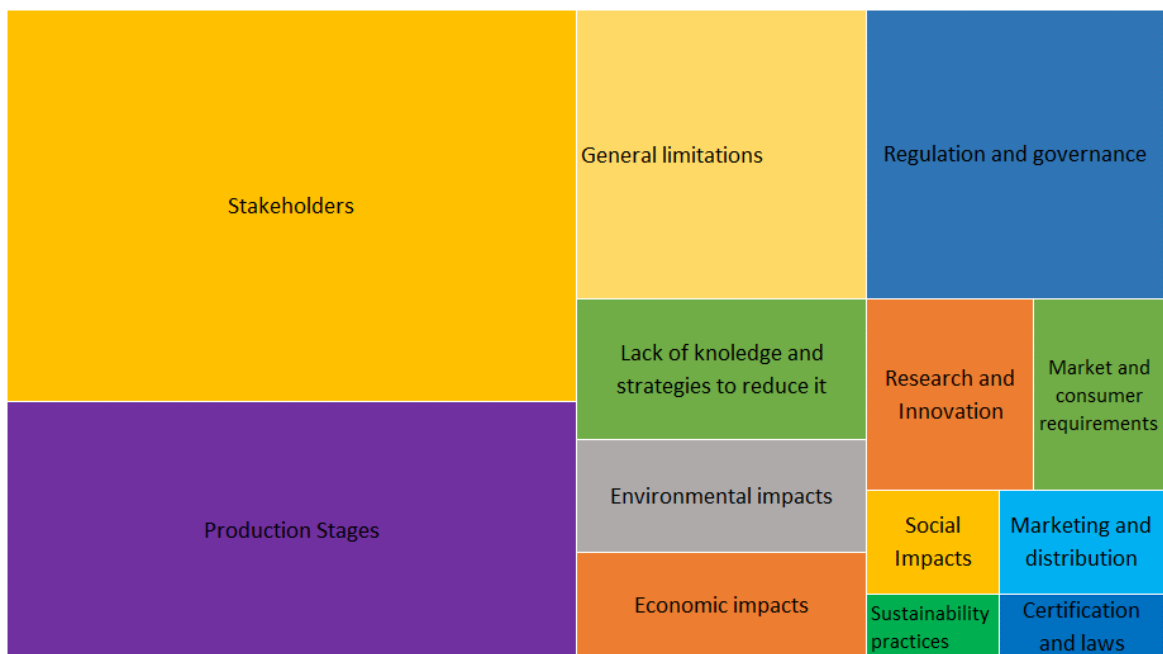 Stakeholders
Production Stages
General limitations
Lack of knoledge and
strategies to reduce it
Environmental impacts
Economic impacts
Regulation and governance
Research and
Innovation
Market and
consumer
requirements
Social
Impacts
Marketing and
distribution
Sustainability
practices
Certification
and laws